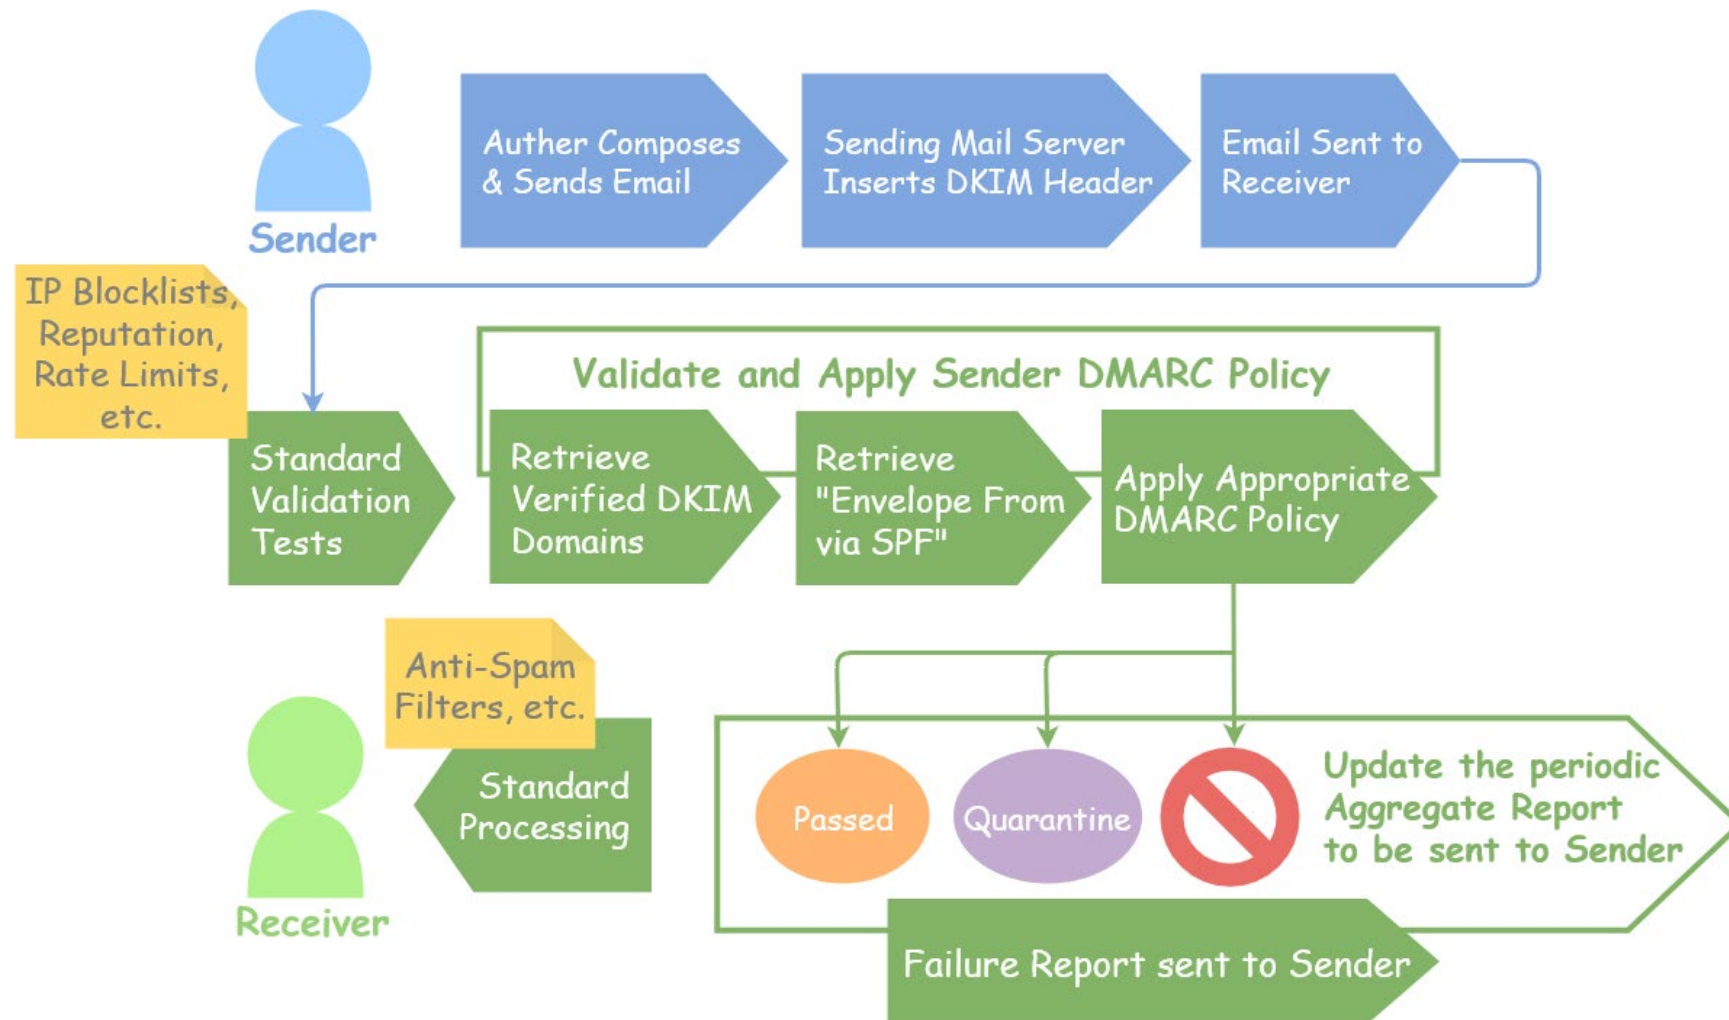 Auther Composes
& Sends Email
Sending Mail Server
Inserts DKIM Header
Email Sent to
Receiver
Sender
IP Blocklists,
Reputation,
Rate Limits,
etc.
Validate and Apply Sender DMARC Policy
Standard
Validation
Tests
Retrieve
Verified DKIM
Domains
Retrieve
"Envelope From
via SPF"
Apply Appropriate
DMARC Policy
Anti-Spam
Filters, etc.
Standard
Processing
Receiver
Passed
Quarantine
Update the periodic
Aggregate Report
to be sent to Sender
Failure Report sent to Sender